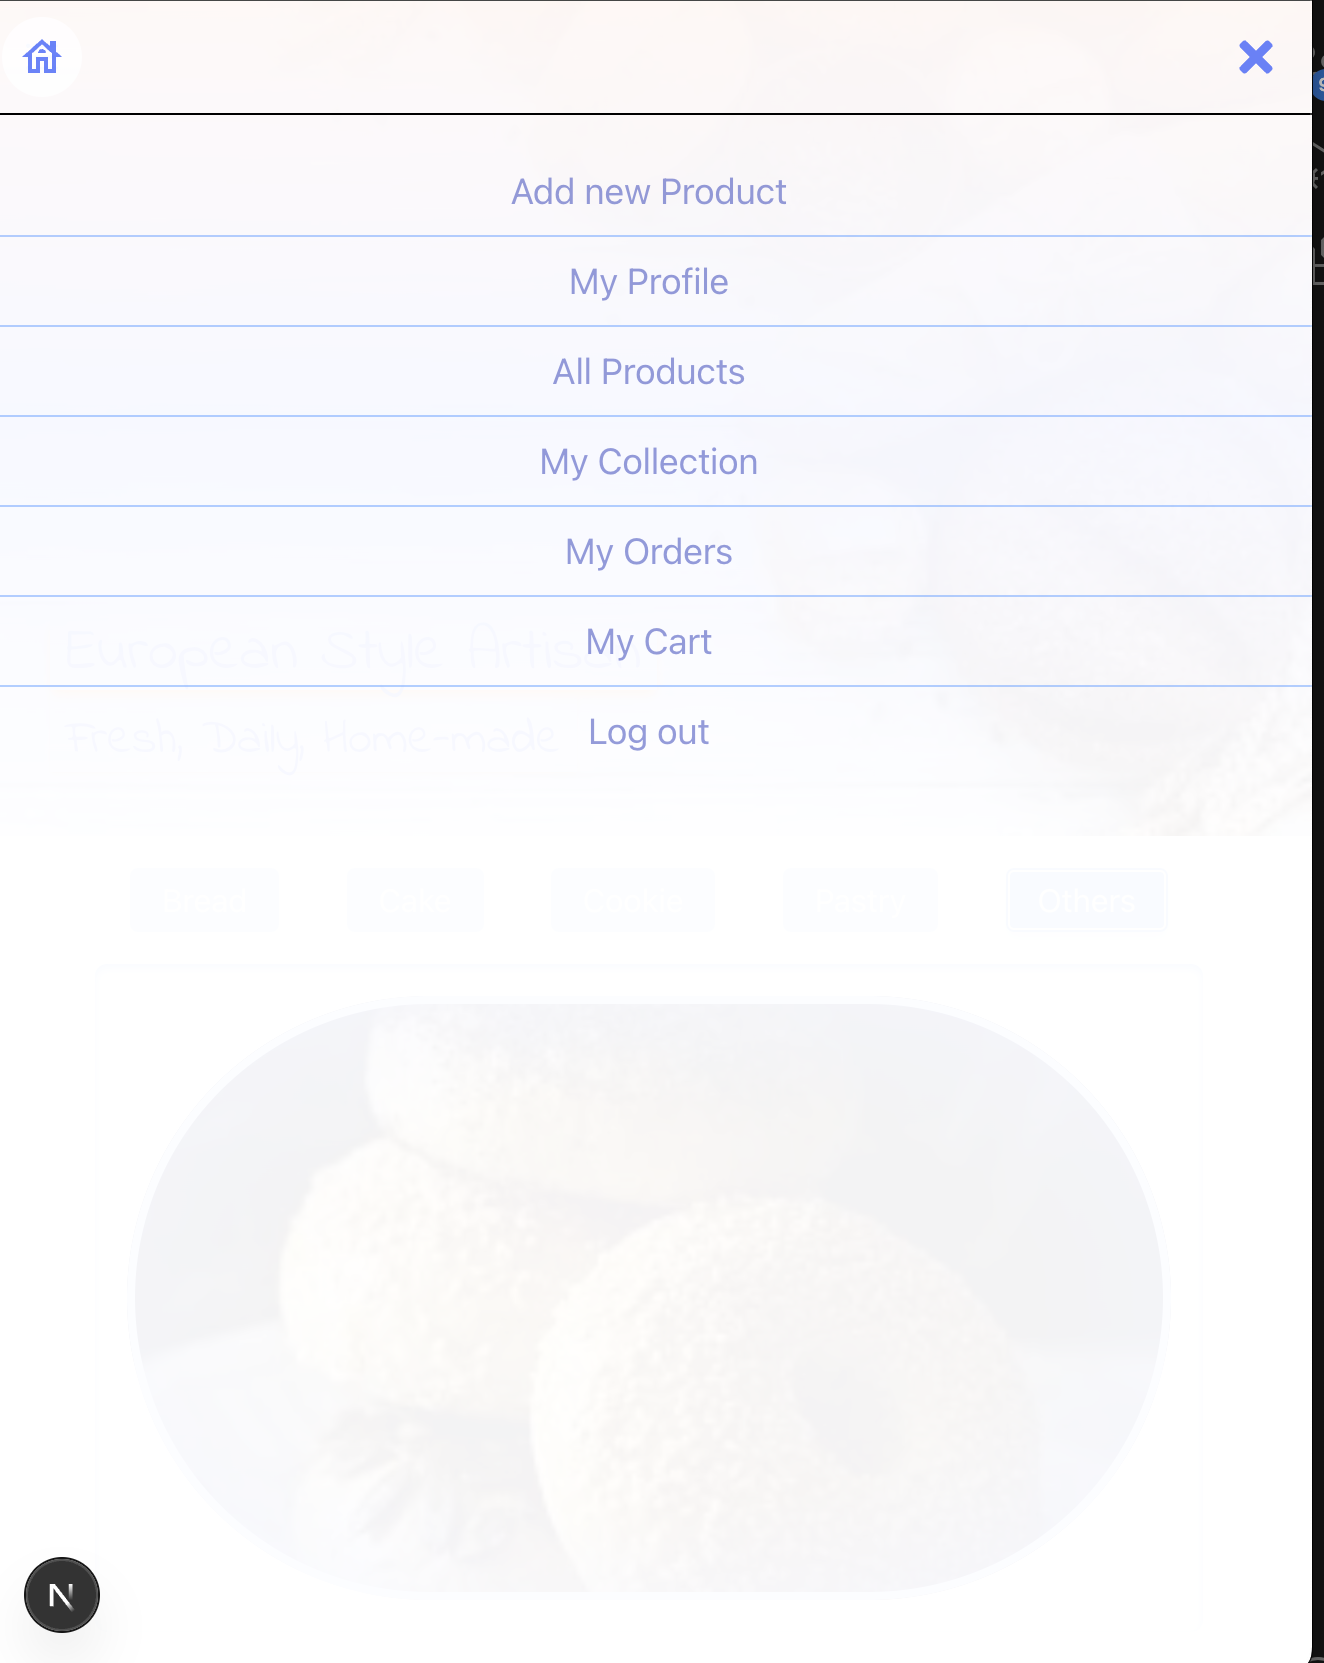 Add new Product
My Profile
All Products
My Collection
My Orders
European Style Artisan
My Cart
Fresh, Daily, Home-made
Log out
Bread Cake Cookie Pastry Others
N